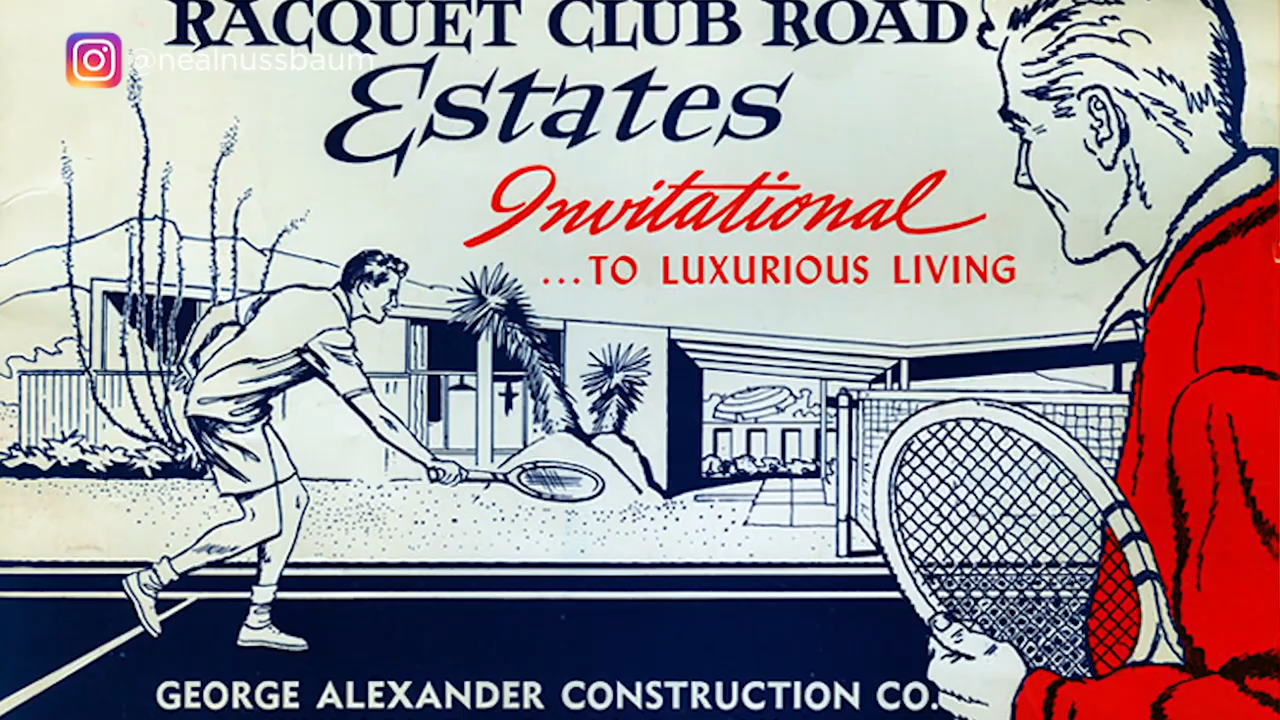 RACQUET CLUB ROAD
@nealnussbaum
Estates
Invitational
...TO LUXURIOUS LIVING
GEORGE ALEXANDER CONSTRUCTION CO.